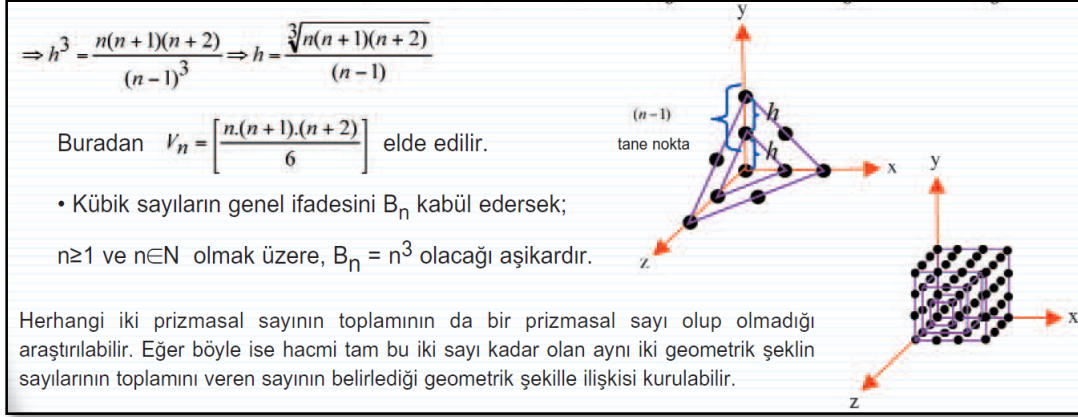 ⇒h³ = n(n + 1)(n + 2) / (n – 1)³ ⇒ h = ∛n(n + 1)(n + 2) / (n – 1)
Buradan Vn = [n.(n + 1).(n + 2) / 6] elde edilir.
• Kübik sayıların genel ifadesini Bn kabül edersek;
n≥1 ve n∈N olmak üzere, Bn = n³ olacağı aşikardır.
Herhangi iki prizmasal sayının toplamının da bir prizmasal sayı olup olmadığı
araştırılabilir. Eğer böyle ise hacmi tam bu iki sayı kadar olan aynı iki geometrik şeklin
sayılarının toplamını veren sayının belirlediği geometrik şekille ilişkisi kurulabilir.
y
(n – 1)
tane nokta
h
h
x
z
y
x
z